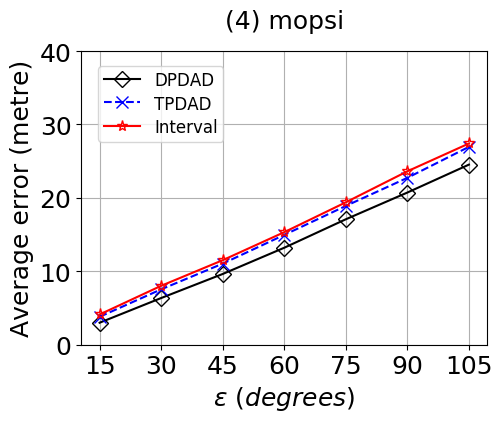 (4) mopsi
Average error (metre)
40
30
20
10
0
DPDAD
TPDAD
Interval
15 30 45 60 75 90 105
ε (degrees)